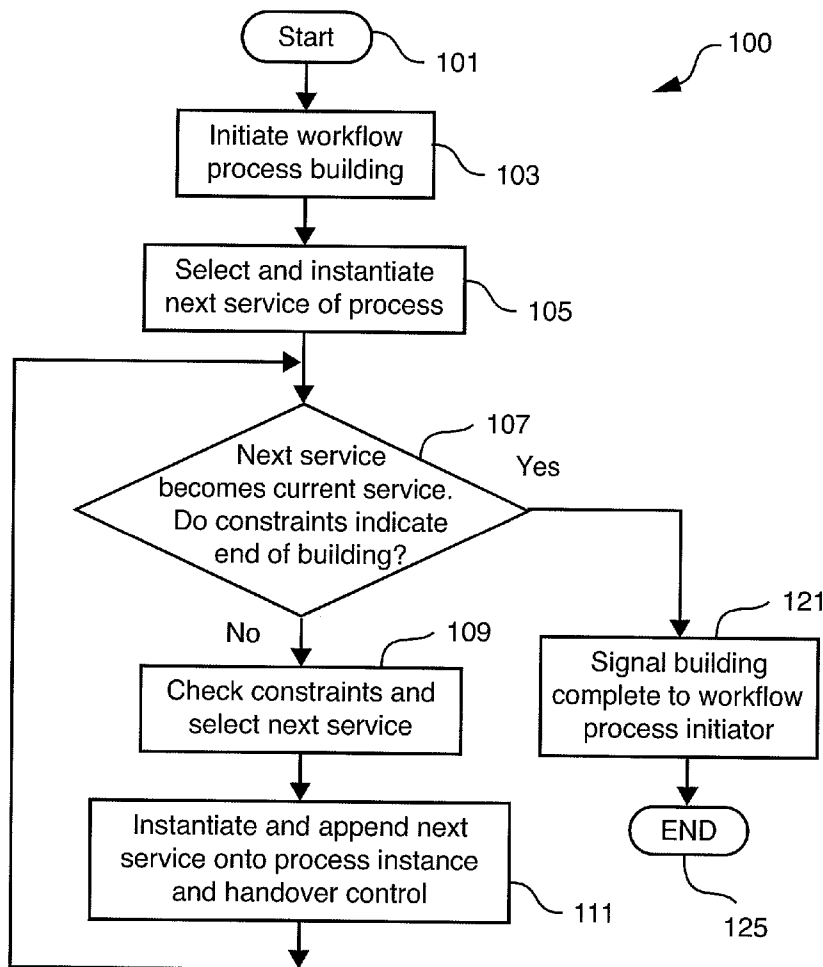 Start
101
100
Initiate workflow
process building
103
Select and instantiate
next service of process
105
107
Next service
becomes current service.
Do constraints indicate
end of building?
Yes
No
109
Check constraints and
select next service
121
Signal building
complete to workflow
process initiator
Instantiate and append next
service onto process instance
and handover control
111
END
125